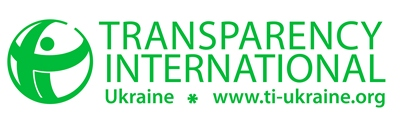 TRANSPARENCY
INTERNATIONAL
Ukraine * www.ti-ukraine.org